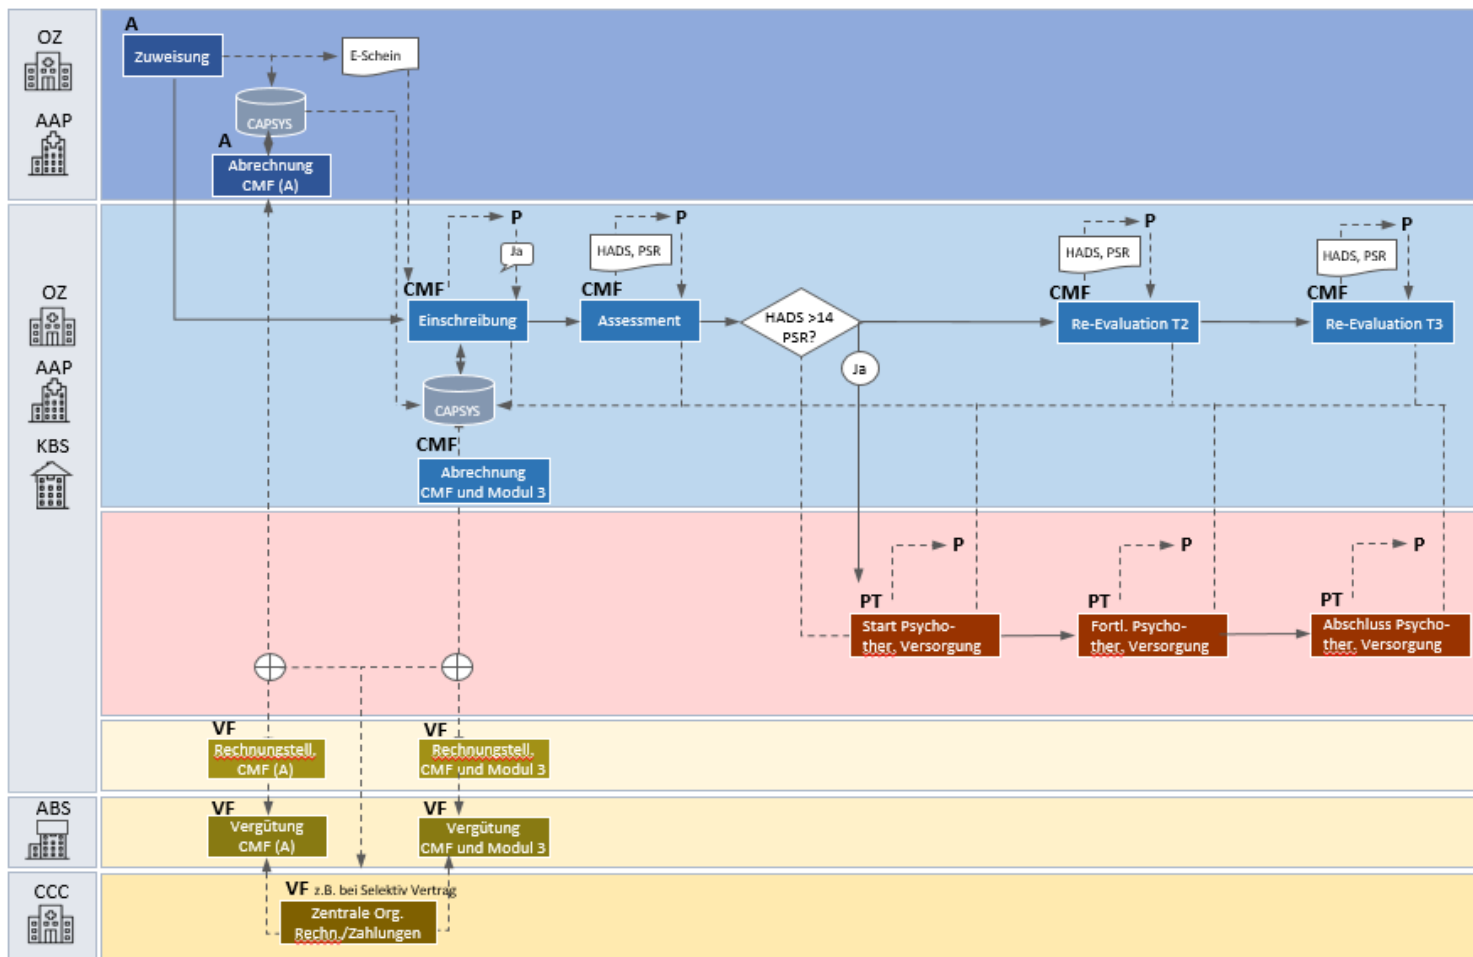 OZ
AAP
A
Zuweisung
E-Schein
CAPSYS
A
Abrechnung
CMF (A)
OZ
AAP
KBS
P
Ja
CMF
Einschreibung
P
HADS, PSR
CMF
Assessment
HADS >14
PSR?
Ja
P
HADS, PSR
CMF
Re-Evaluation T2
P
HADS, PSR
CMF
Re-Evaluation T3
CAPSYS
CMF
Abrechnung
CMF und Modul 3
P
PT
Start Psycho-
ther. Versorgung
P
PT
Fortl. Psycho-
ther. Versorgung
P
PT
Abschluss Psycho-
ther. Versorgung
VF
Rechnungstell.
CMF (A)
VF
Rechnungstell.
CMF und Modul 3
ABS
VF
Vergütung
CMF (A)
VF
Vergütung
CMF und Modul 3
CCC
VF z.B. bei Selektiv Vertrag
Zentrale Org.
Rechn./Zahlungen